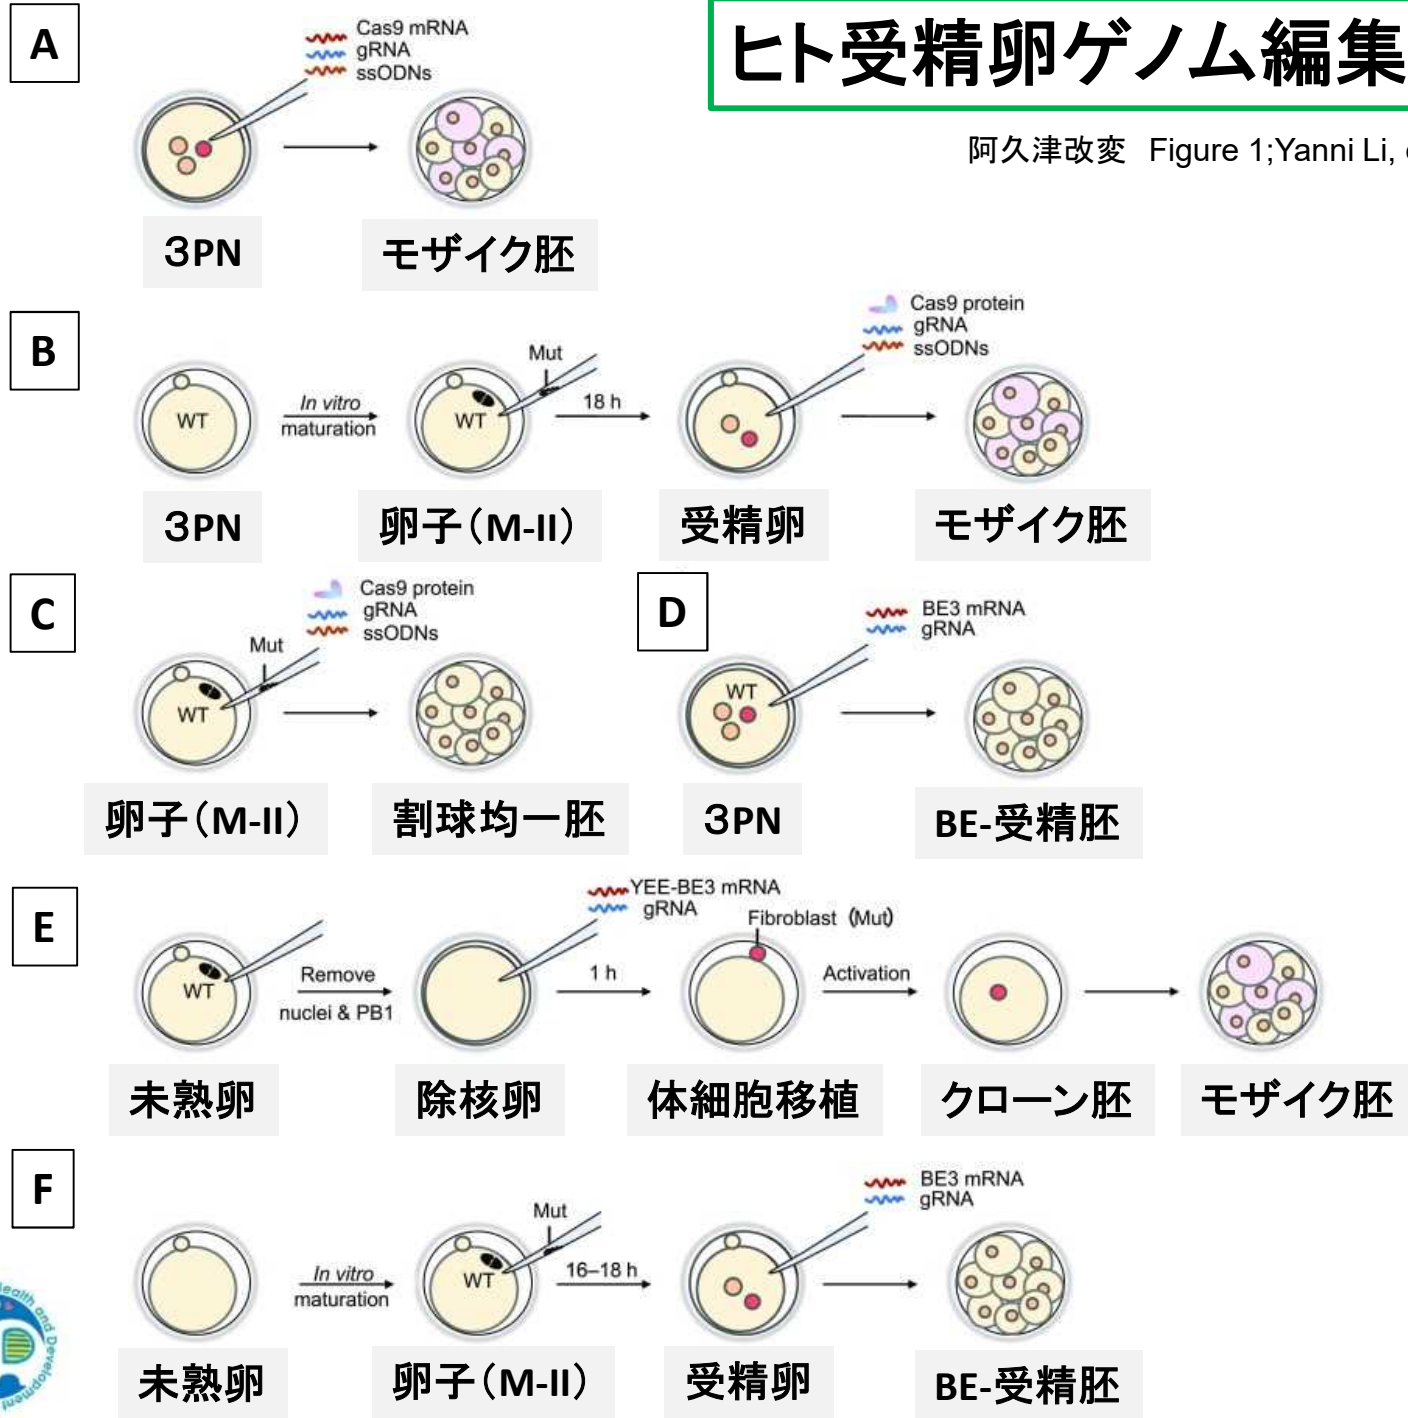 ヒト受精卵ゲノム編集
阿久津改変 Figure 1;Yanni Li,
A
Cas9 mRNA
gRNA
ssODNs
3PN
モザイク胚
B
WT
In vitro
maturation
Mut
WT
18 h
Cas9 protein
gRNA
ssODNs
3PN
卵子（M-II）
受精卵
モザイク胚
C
Mut
WT
Cas9 protein
gRNA
ssODNs
卵子（M-II）
割球均一胚
D
BE3 mRNA
gRNA
WT
3PN
BE-受精胚
E
WT
Remove
nuclei & PB1
YEE-BE3 mRNA
gRNA
1 h
Fibroblast (Mut)
Activation
未熟卵
除核卵
体細胞移植
クローン胚
モザイク胚
F
In vitro
maturation
Mut
WT
16–18 h
BE3 mRNA
gRNA
未熟卵
卵子（M-II）
受精卵
BE-受精胚
Health and Development